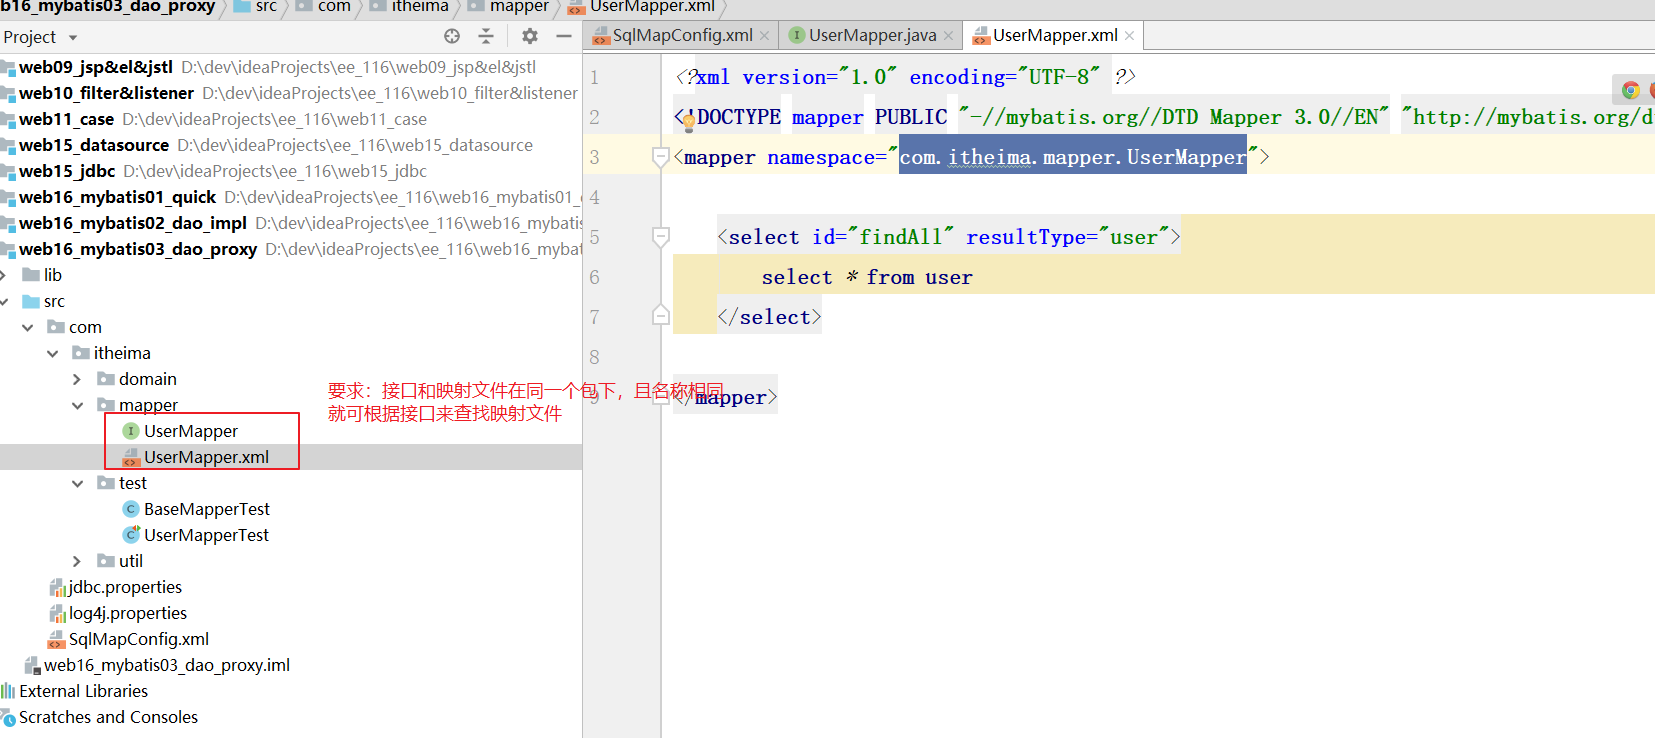 b16_mybatis03_dao_proxy src com itheima mapper UserMapper.xml
Project
SqlMapConfig.xml UserMapper.java UserMapper.xml
web09_jsp&el&jstl D:\dev\ideaProjects\ee_116\web09_jsp&el&jstl
web10_filter&listener D:\dev\ideaProjects\ee_116\web10_filter&listener
web11_case D:\dev\ideaProjects\ee_116\web11_case
web15_datasource D:\dev\ideaProjects\ee_116\web15_datasource
web15_jdbc D:\dev\ideaProjects\ee_116\web15_jdbc
web16_mybatis01_quick D:\dev\ideaProjects\ee_116\web16_mybatis01_
web16_mybatis02_dao_impl D:\dev\ideaProjects\ee_116\web16_mybatis
web16_mybatis03_dao_proxy D:\dev\ideaProjects\ee_116\web16_myb
lib
src
com
itheima
domain
mapper
UserMapper
UserMapper.xml
test
BaseMapperTest
UserMapperTest
util
jdbc.properties
log4j.properties
SqlMapConfig.xml
web16_mybatis03_dao_proxy.iml
External Libraries
Scratches and Consoles
要求：接口和映射文件在同一个包下，且名称相同
就可根据接口来查找映射文件
1 <?xml version="1.0" encoding="UTF-8" ?>
2 <!DOCTYPE mapper PUBLIC "-//mybatis.org//DTD Mapper 3.0//EN" "http://mybatis.org/d
3 <mapper namespace="com.itheima.mapper.UserMapper">
4
5 <select id="findAll" resultType="user">
6 select * from user
7 </select>
8
9 </mapper>